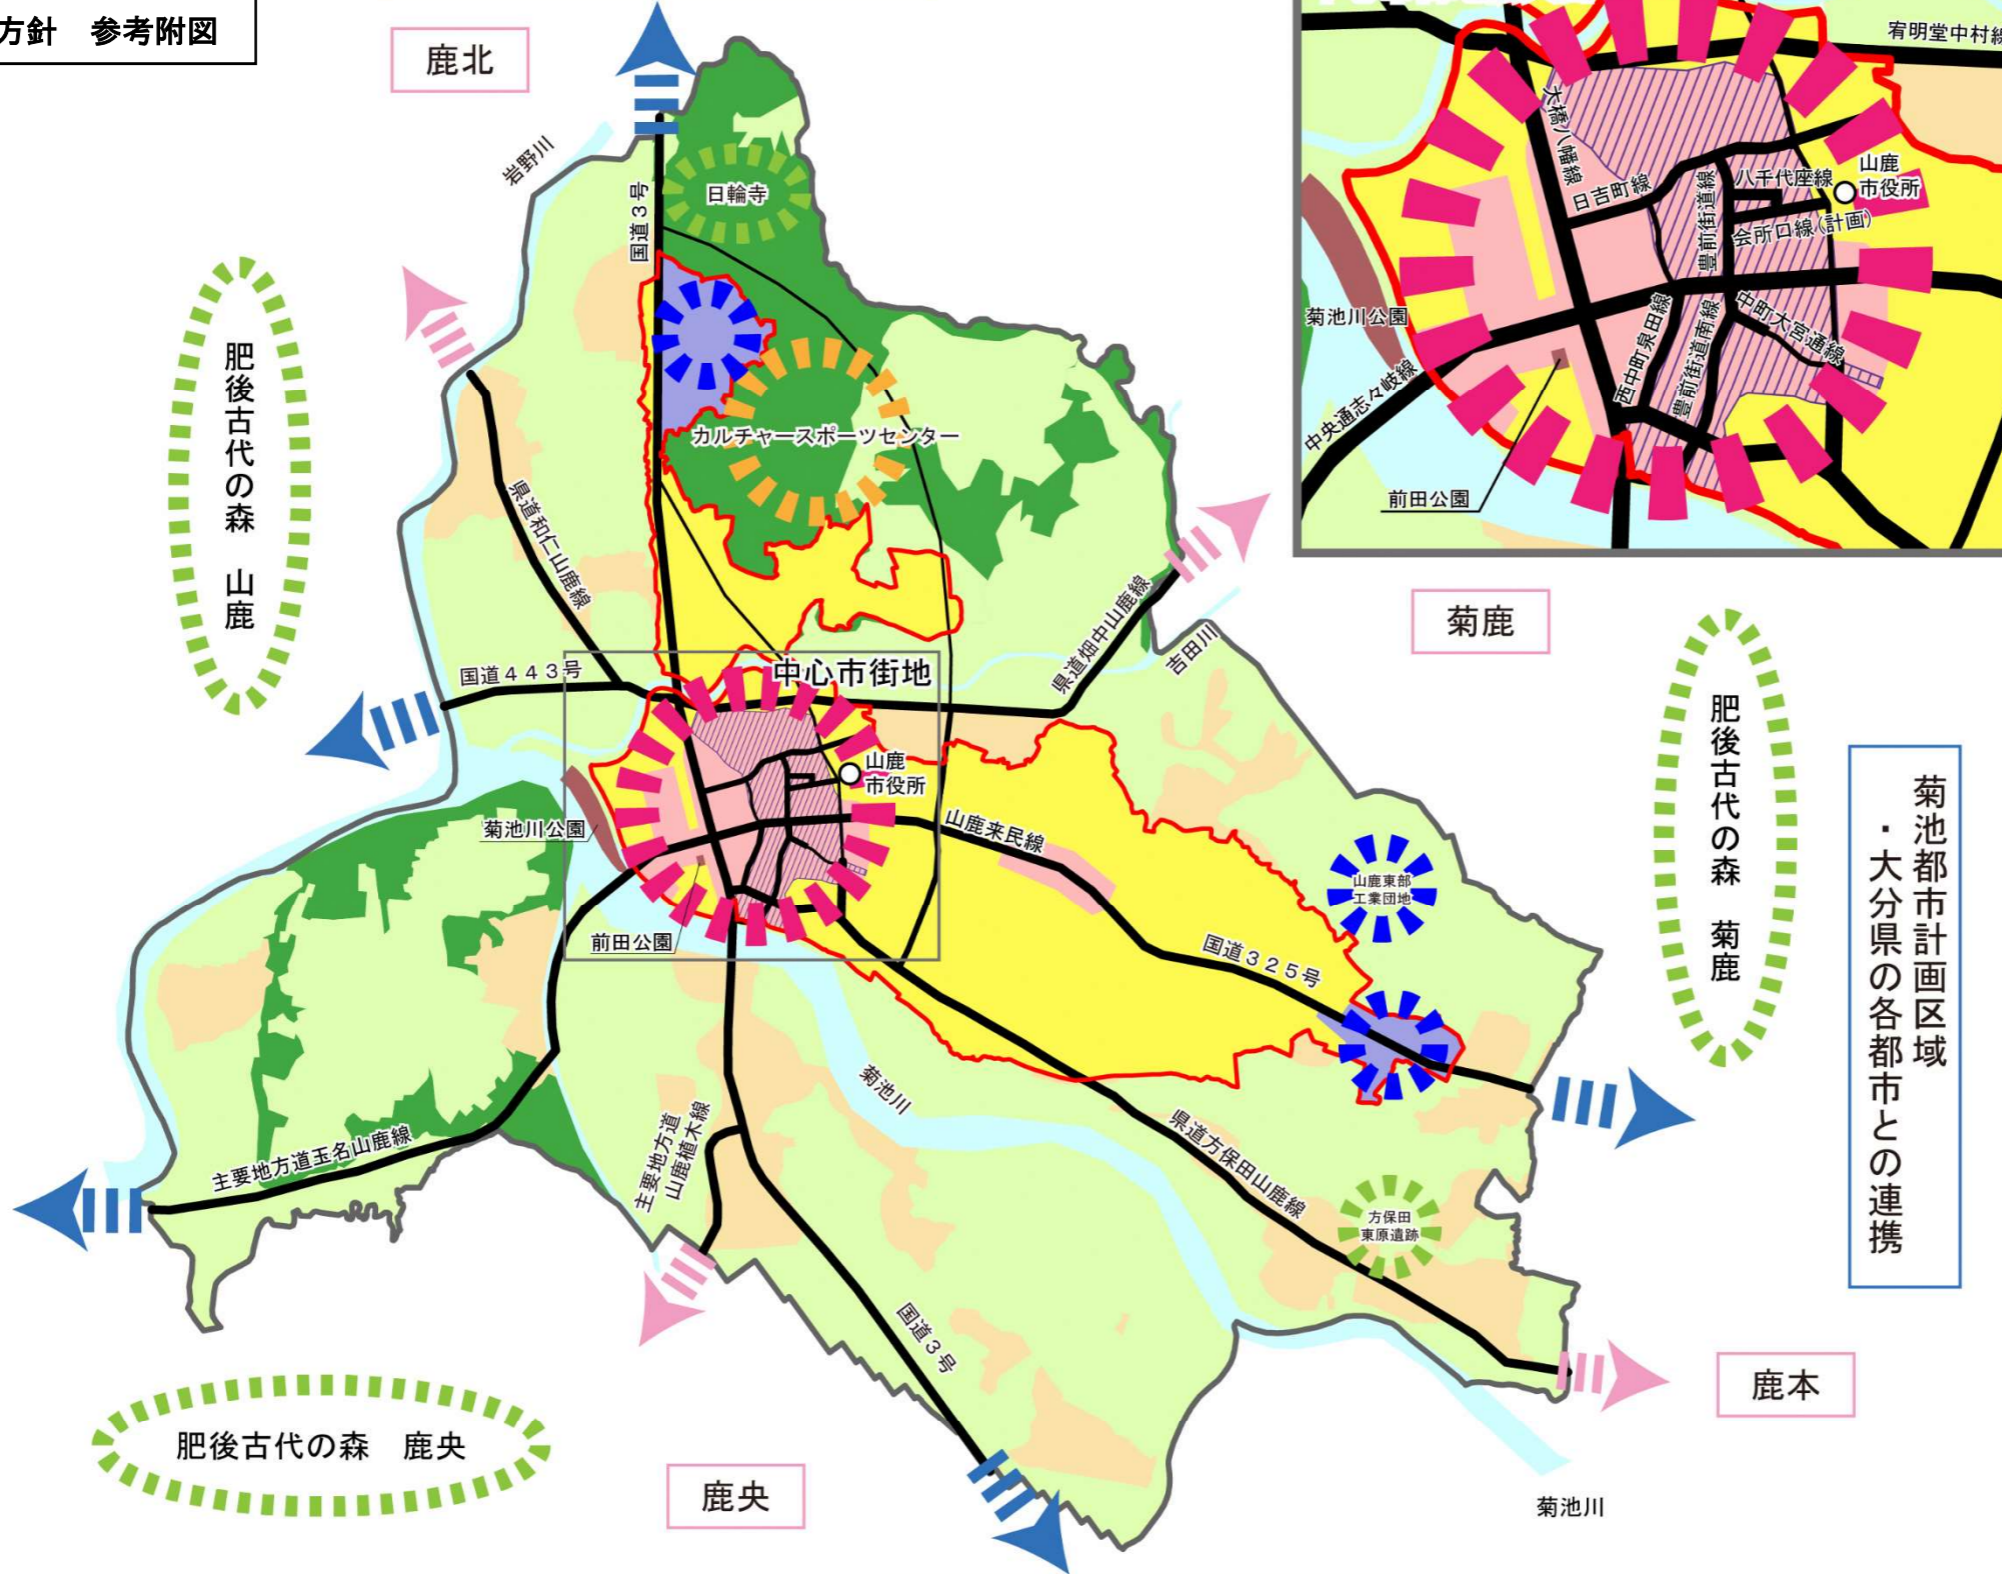 方針 参考附図
鹿北
岩野川
国道3号
日輪寺
肥後古代の森 山鹿
カルチャースポーツセンター
県道和仁山鹿線
国道443号
中心市街地
県道畑中山鹿線
吉田川
山鹿
市役所
菊池川公園
前田公園
山鹿来民線
国道325号
山鹿東部
工業団地
主要地方道玉名山鹿線
主要地方道
山鹿植木線
菊池川
県道方保田山鹿線
方保田
東原遺跡
国道3号
肥後古代の森 鹿央
鹿央
菊池川
鹿本
菊鹿
肥後古代の森 菊鹿
菊池都市計画区域
・大分県の各都市との連携
宥明堂中村線
大橋八幡線
日吉町線
豊前街道線
八千代座線
山鹿
市役所
会所口線(計画)
菊池川公園
中央通志々岐線
西中町泉田線
豊前街道南線
中町大宮通線
前田公園